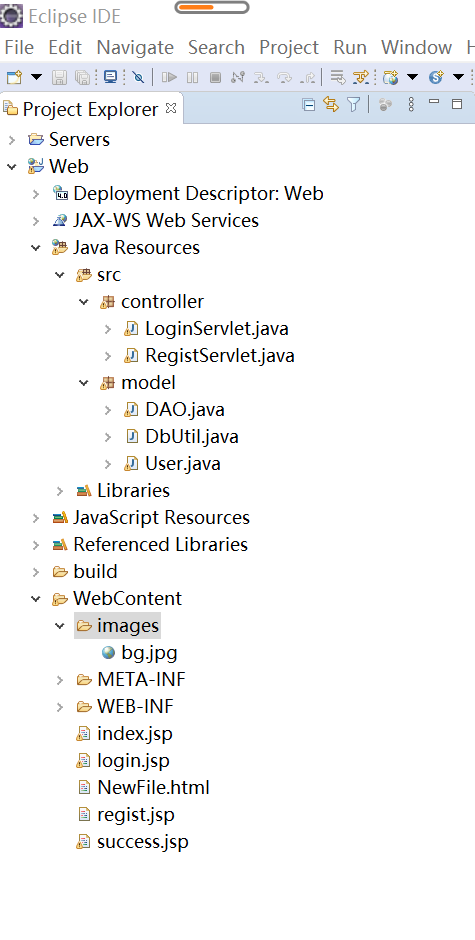 Eclipse IDE
File Edit Navigate Search Project Run Window H
Project Explorer
Servers
Web
Deployment Descriptor: Web
JAX-WS Web Services
Java Resources
src
controller
LoginServlet.java
RegistServlet.java
model
DAO.java
DbUtil.java
User.java
Libraries
JavaScript Resources
Referenced Libraries
build
WebContent
images
bg.jpg
META-INF
WEB-INF
index.jsp
login.jsp
NewFile.html
regist.jsp
success.jsp